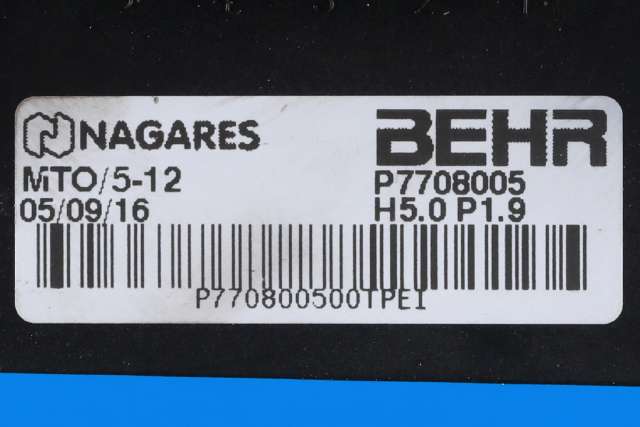 NAGARES
BEHR
MTO/5-12
P7708005
05/09/16
H5.0 P1.9
P770800500TPEI